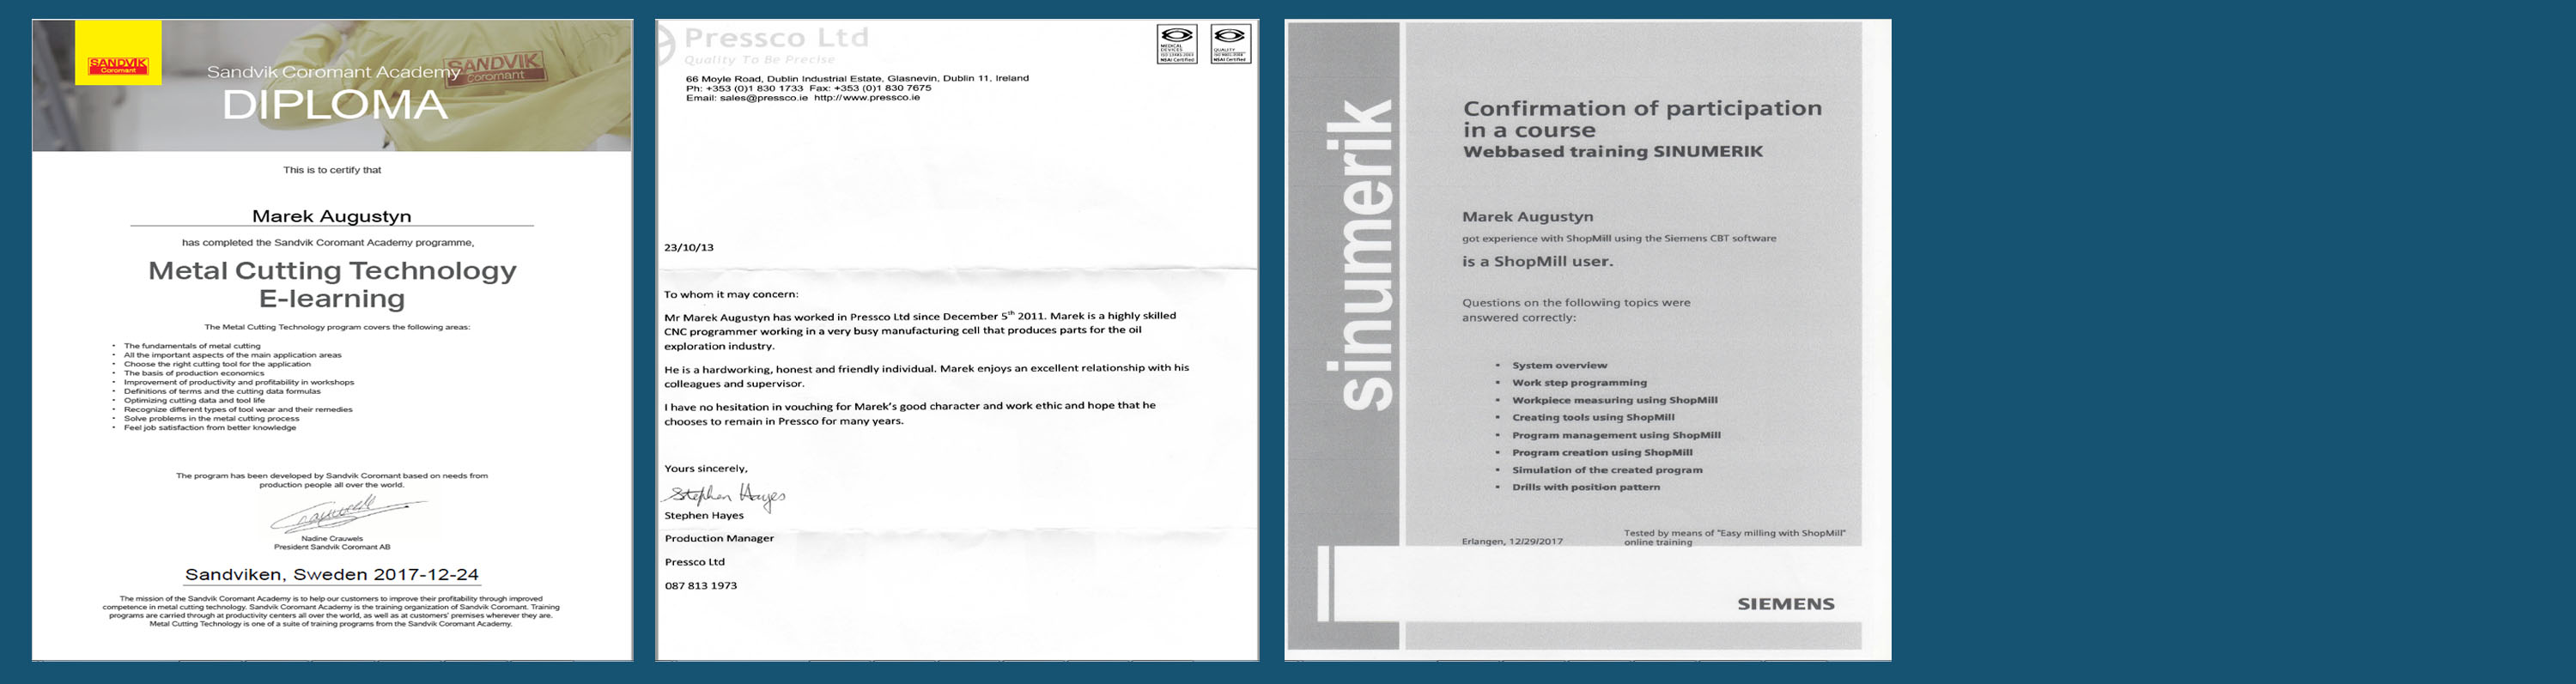 SANDVIK
Coromant
SANDVIK
Coromant
Sandvik Coromant Academy
DIPLOMA
This is to certify that
Marek Augustyn
has completed the Sandvik Coromant Academy programme,
Metal Cutting Technology
E-learning
The Metal Cutting Technology program covers the following areas:
• The fundamentals of metal cutting
• All the important aspects of the main application areas
• Choose the right cutting tool for the application
• The basis of production economics
• Improvement of productivity and profitability in workshops
• Definitions of terms and the cutting data formulas
• Optimizing cutting data and tool life
• Recognize different types of tool wear and their remedies
• Solve problems in the metal cutting process
• Feel job satisfaction from better knowledge
The program has been developed by Sandvik Coromant based on needs from
production people all over the world.
Nadine Crauwels
President Sandvik Coromant AB
Sandviken, Sweden 2017-12-24
The mission of the Sandvik Coromant Academy is to help our customers to improve their profitability through improved
competence in metal cutting technology. Sandvik Coromant Academy is the training organization of Sandvik Coromant. Training
programs are carried through at productivity centers all over the world, as well as at customers' premises wherever they are.
Metal Cutting Technology is one of a suite of training programs from the Sandvik Coromant Academy.
Pressco Ltd
Quality To Be Precise
MEDICAL
DEVICES
NSAI Certified
QUALITY
NSAI Certified
66 Moyle Road, Dublin Industrial Estate, Glasnevin, Dublin 11, Ireland
Ph: +353 (0)1 830 1733 Fax: +353 (0)1 830 7675
Email: sales@pressco.ie http://www.pressco.ie
23/10/13
To whom it may concern:
Mr Marek Augustyn has worked in Pressco Ltd since December 5th 2011. Marek is a highly skilled
CNC programmer working in a very busy manufacturing cell that produces parts for the oil
exploration industry.
He is a hardworking, honest and friendly individual. Marek enjoys an excellent relationship with his
colleagues and supervisor.
I have no hesitation in vouching for Marek's good character and work ethic and hope that he
chooses to remain in Pressco for many years.
Yours sincerely,
Stephen Hayes
Stephen Hayes
Production Manager
Pressco Ltd
087 813 1973
sinumerik
Confirmation of participation
in a course
Webbased training SINUMERIK
Marek Augustyn
got experience with ShopMill using the Siemens CBT software
is a ShopMill user.
Questions on the following topics were
answered correctly:
• System overview
• Work step programming
• Workpiece measuring using ShopMill
• Creating tools using ShopMill
• Program management using ShopMill
• Program creation using ShopMill
• Simulation of the created program
• Drills with position pattern
Erlangen, 12/29/2017
Tested by means of "Easy milling with ShopMill"
online training
SIEMENS